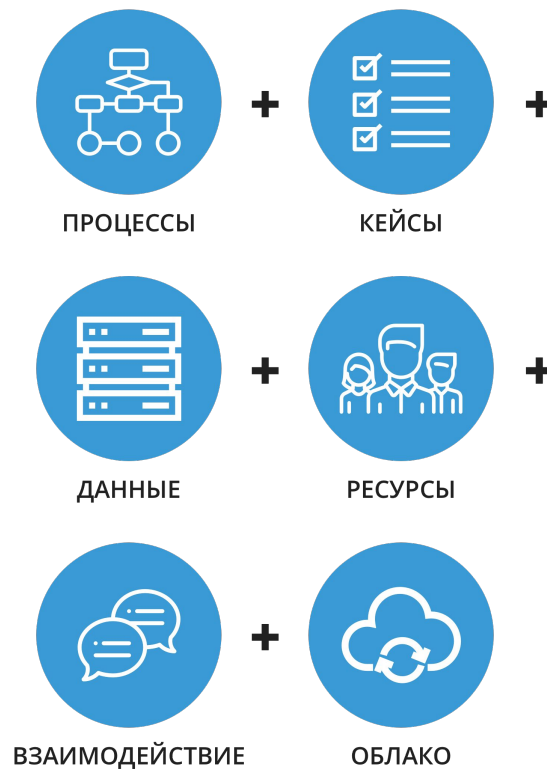 ПРОЦЕССЫ
+
КЕЙСЫ
+
ДАННЫЕ
+
РЕСУРСЫ
+
ВЗАИМОДЕЙСТВИЕ
+
ОБЛАКО